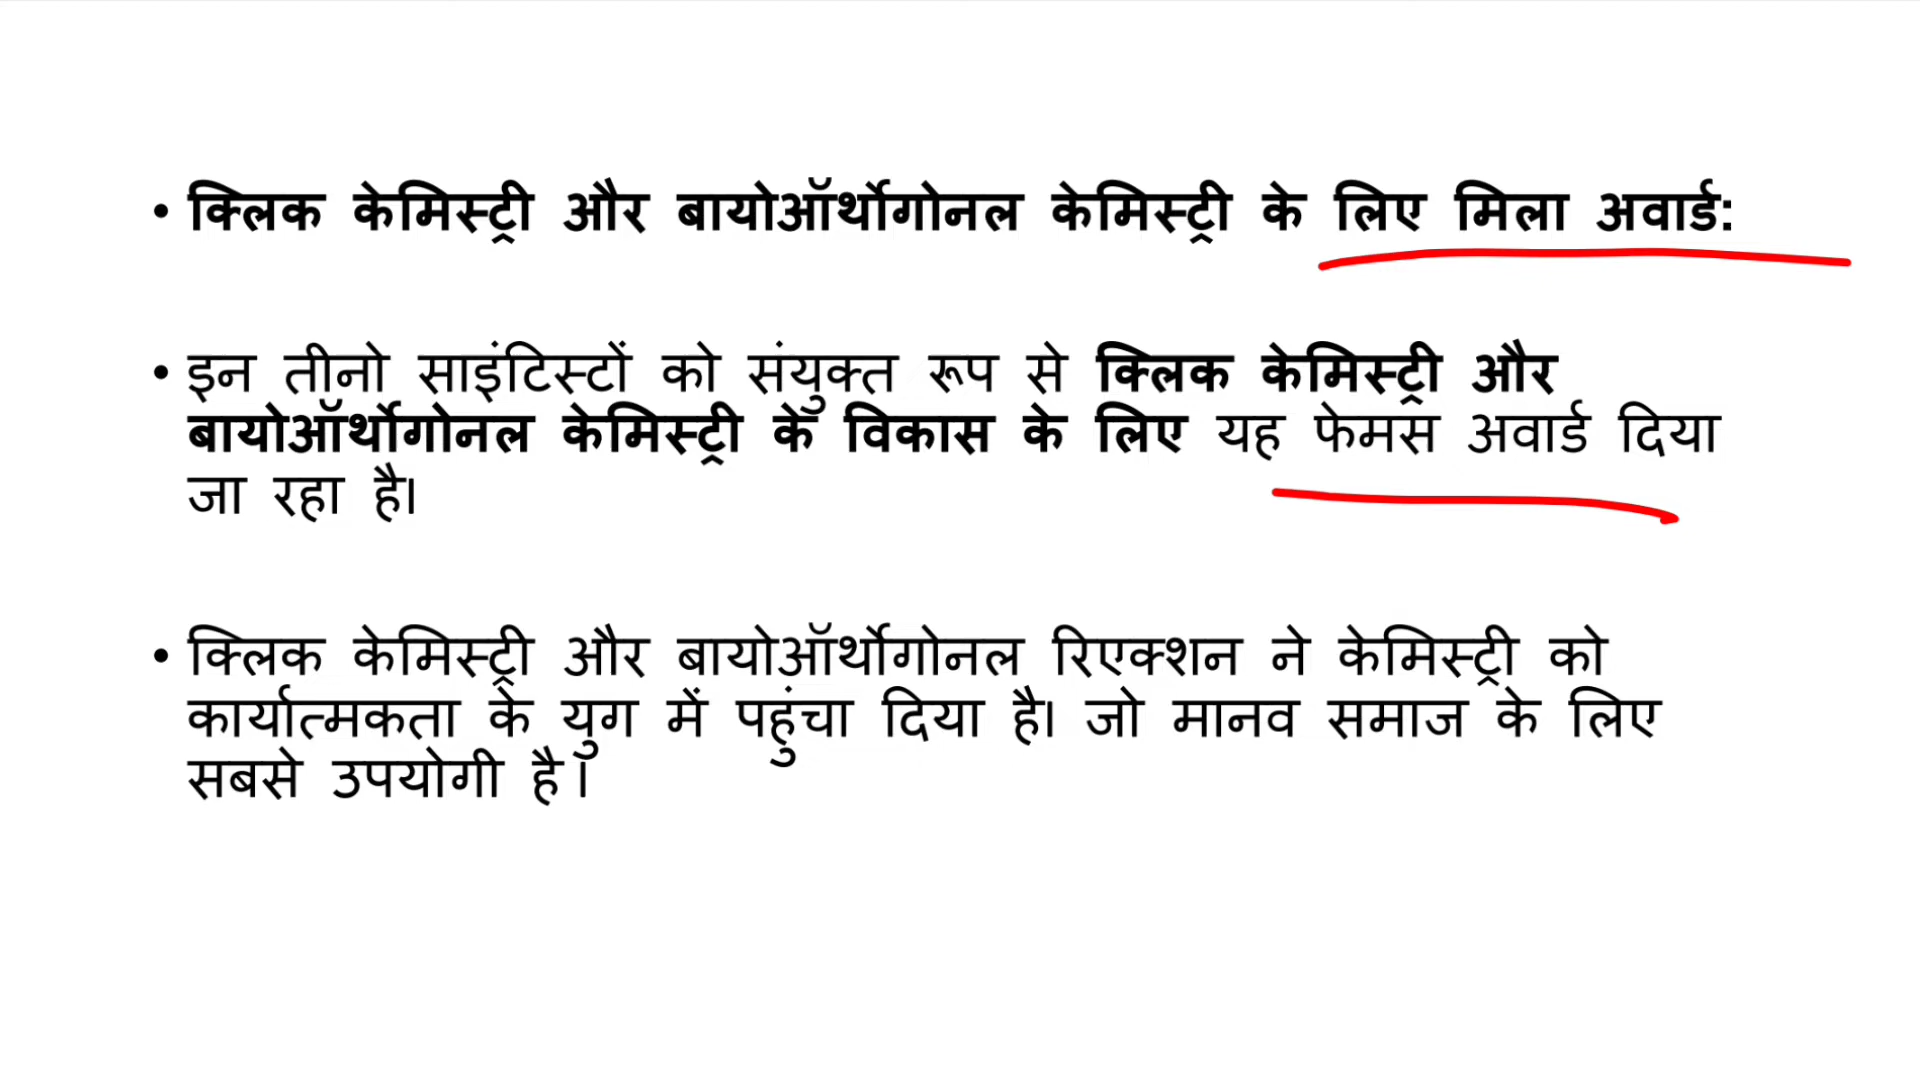 • क्लिक केमिस्ट्री और बायोऑर्थोगोनल केमिस्ट्री के लिए मिला अवार्ड:
• इन तीनो साइंटिस्टों को संयुक्त रूप से क्लिक केमिस्ट्री और
बायोऑर्थोगोनल केमिस्ट्री के विकास के लिए यह फेमस अवार्ड दिया
जा रहा है।
• क्लिक केमिस्ट्री और बायोऑर्थोगोनल रिएक्शन ने केमिस्ट्री को
कार्यात्मकता के युग में पहुंचा दिया है। जो मानव समाज के लिए
सबसे उपयोगी है ।